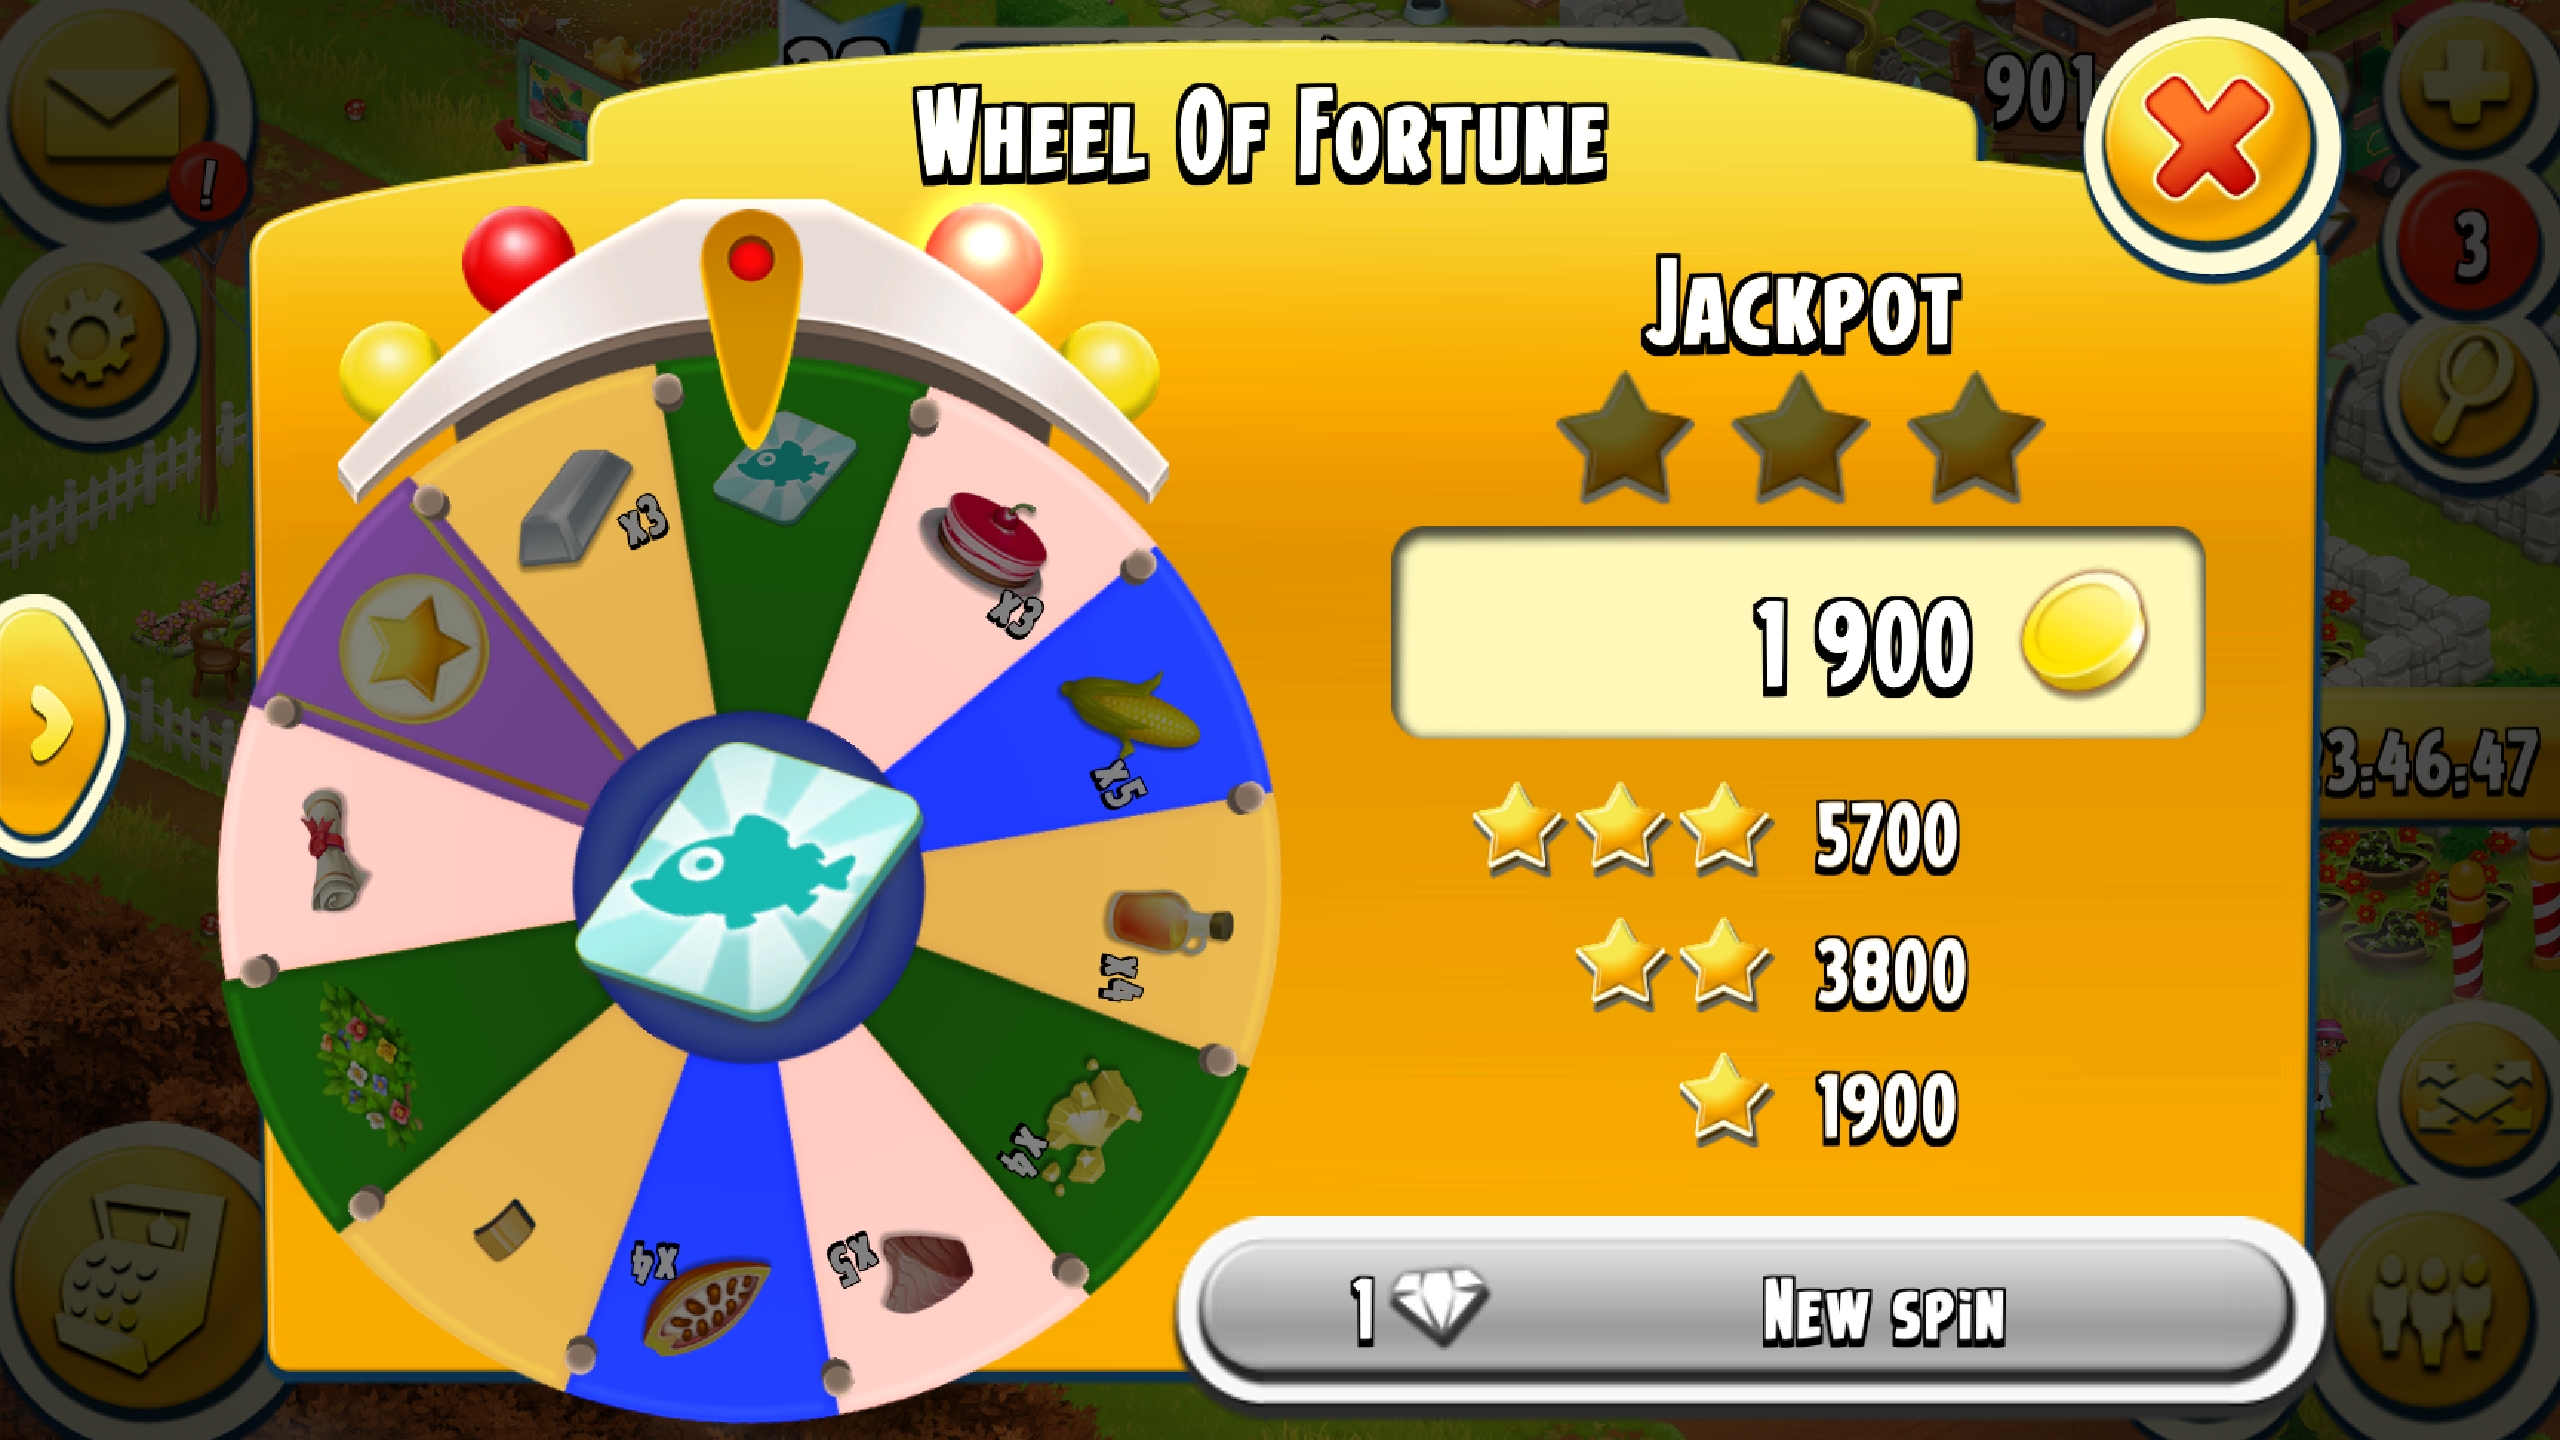 Wheel Of Fortune
901
!
3
Jackpot
x3
x3
1 900
x5
3:46:47
5700
x4
3800
x4
1900
x5
x4
1
New spin